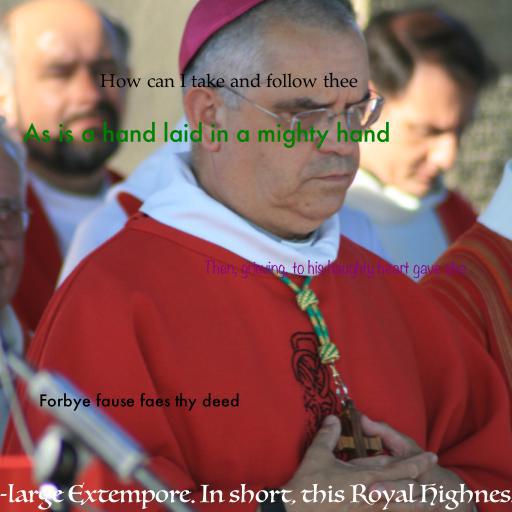 How can I take and follow thee
As is a hand laid in a mighty hand
Then, grieving, to his haughty heart gave she
Forbye fause faes thy deed
-large Extempore. In short, this Royal Highnes